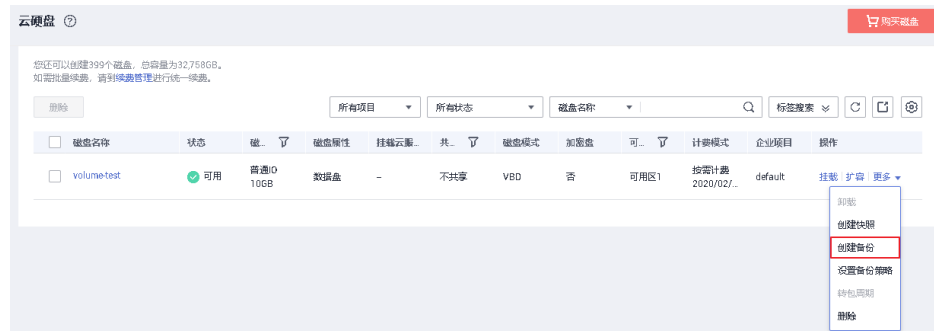 云硬盘
购买磁盘
您还可以创建399个磁盘，总容量为32,758GB。
如需批量续费，请到续费管理进行统一续费。
删除
所有项目
所有状态
磁盘名称
标签搜索
磁盘名称 状态 磁... 磁盘属性 挂载云服... 共... 磁盘模式 加密盘 可... 计费模式 企业项目 操作
volume-test 可用 普通IO 数据盘 - 不共享 VBD 否 可用区1 按需计费 default 挂载 扩容 更多
10GB 2020/02/...
卸载
创建快照
创建备份
设置备份策略
转包周期
删除